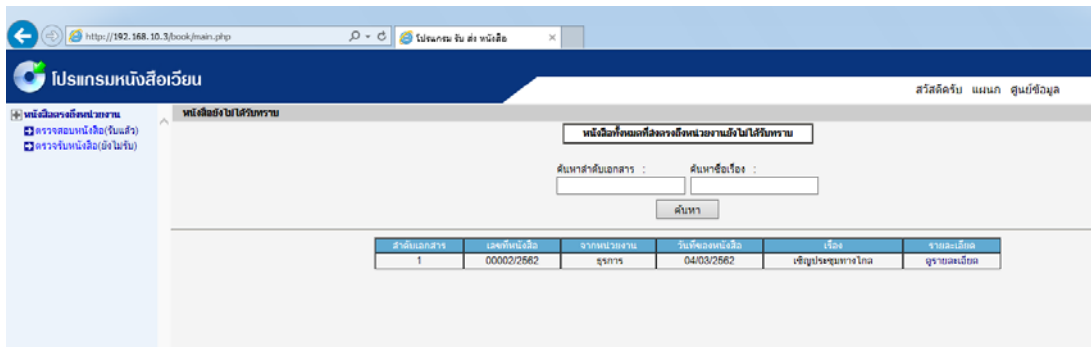 http://192.168.10.3/book/main.php
โปรแกรม รับ ส่ง หนังสือ
โปรแกรมหนังสือเวียน
สวัสดีครับ แผนก ศูนย์ข้อมูล
หนังสือตรงถึงหน่วยงาน
ตรวจสอบหนังสือ(รับแล้ว)
ตรวจรับหนังสือ(ยังไม่รับ)
หนังสือยังไม่ได้รับทราบ
หนังสือทั้งหมดที่ส่งตรงถึงหน่วยงานยังไม่ได้รับทราบ
ค้นหาลำดับเอกสาร : ค้นหาชื่อเรื่อง :
ค้นหา
ลำดับเอกสาร เลขที่หนังสือ จากหน่วยงาน วันที่ของหนังสือ เรื่อง รายละเอียด
1 00002/2562 ธุรการ 04/03/2562 เชิญประชุมทางไกล ดูรายละเอียด